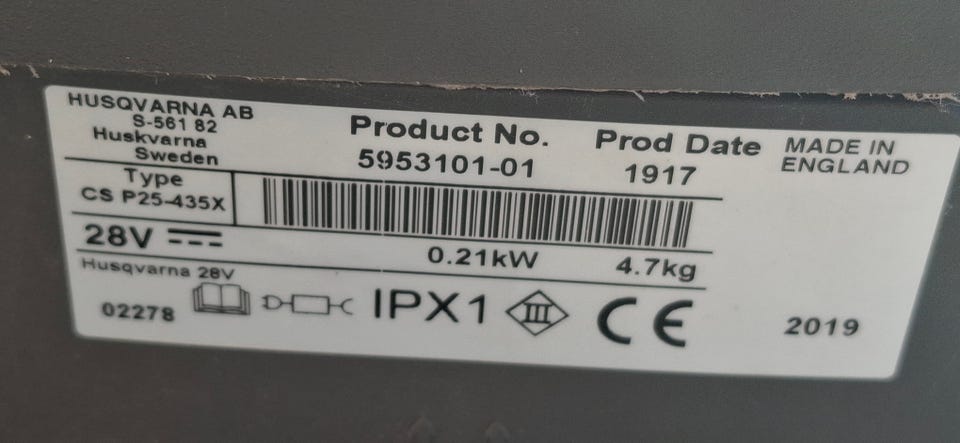 HUSQVARNA AB
S-561 82
Huskvarna
Sweden
Product No.
5953101-01
Prod Date
1917
MADE IN
ENGLAND
Type
CS P25-435X
28V
0.21kW
4.7kg
Husqvarna 28V
02278
IPX1
III
CE
2019